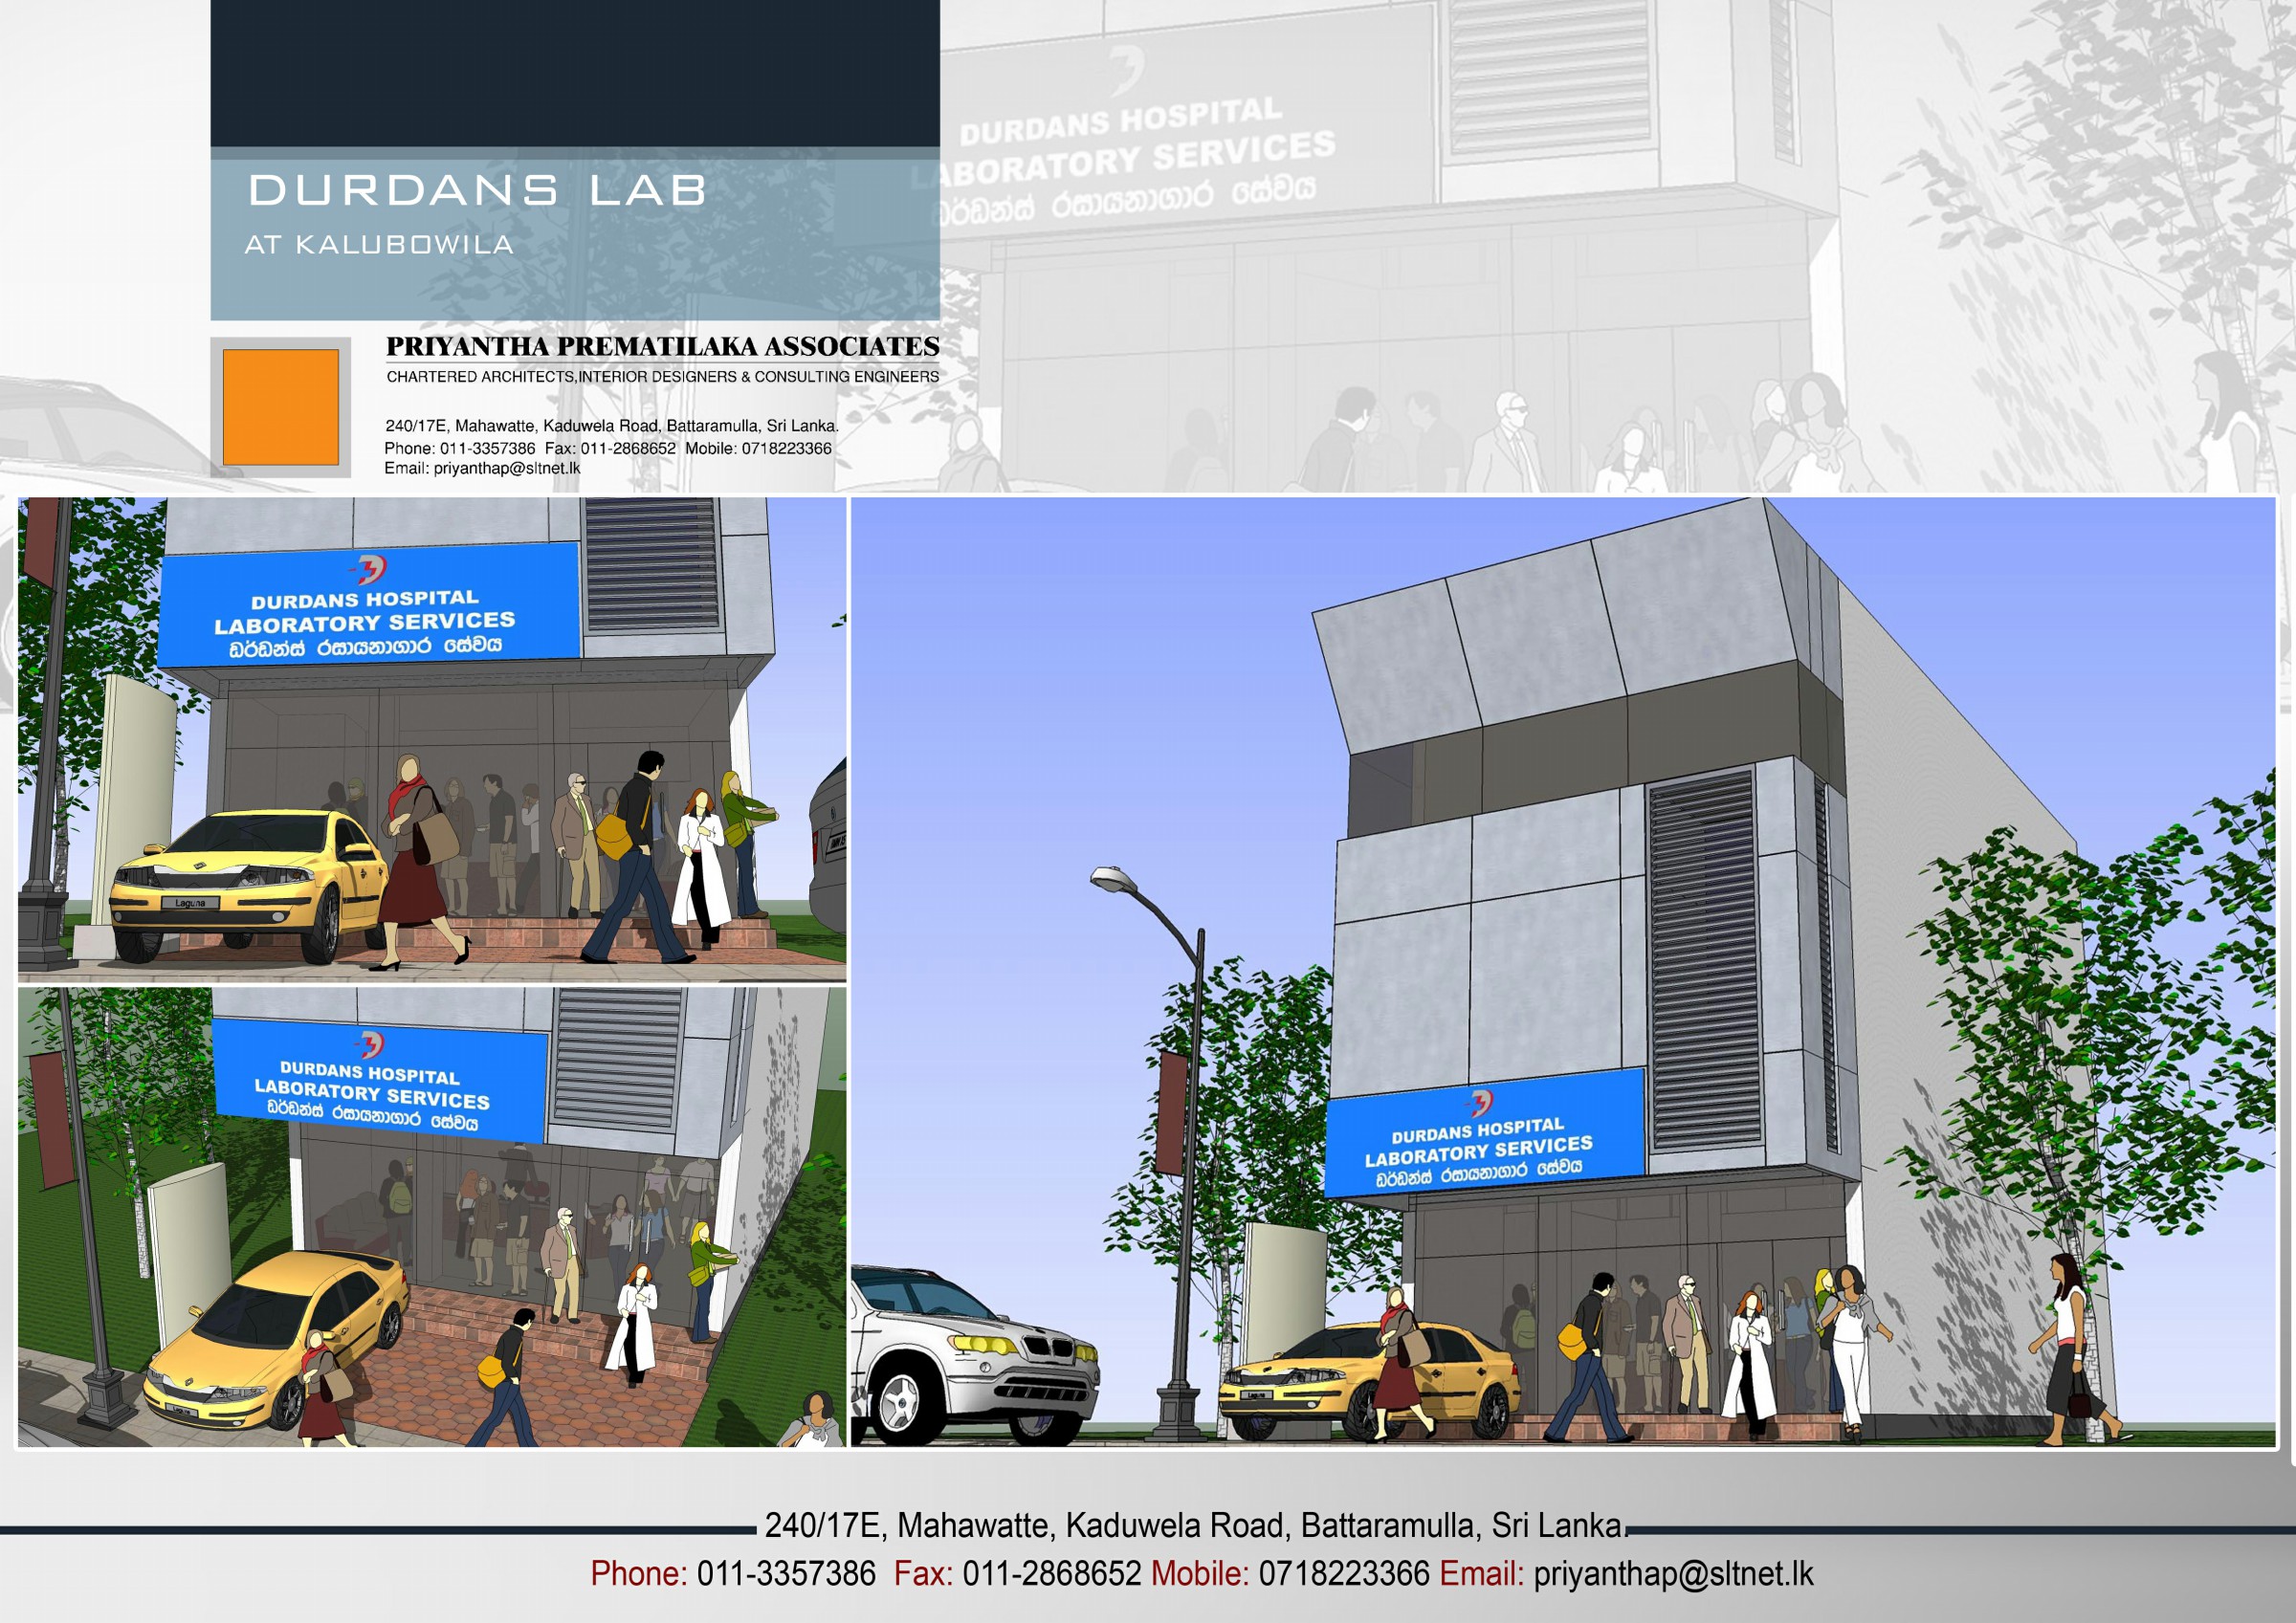 DURDANS LAB
AT KALUBOWILA
DURDANS HOSPITAL
LABORATORY SERVICES
ඩර්ඩන්ස් රසායනාගාර සේවය
PRIYANTHA PREMATILAKA ASSOCIATES
CHARTERED ARCHITECTS,INTERIOR DESIGNERS & CONSULTING ENGINEERS
240/17E, Mahawatte, Kaduwela Road, Battaramulla, Sri Lanka.
Phone: 011-3357386 Fax: 011-2868652 Mobile: 0718223366
Email: priyanthap@sltnet.lk
DURDANS HOSPITAL
LABORATORY SERVICES
ඩර්ඩන්ස් රසායනාගාර සේවය
Laguna
DURDANS HOSPITAL
LABORATORY SERVICES
ඩර්ඩන්ස් රසායනාගාර සේවය
Laguna
DURDANS HOSPITAL
LABORATORY SERVICES
ඩර්ඩන්ස් රසායනාගාර සේවය
Laguna
240/17E, Mahawatte, Kaduwela Road, Battaramulla, Sri Lanka.
Phone: 011-3357386 Fax: 011-2868652 Mobile: 0718223366 Email: priyanthap@sltnet.lk